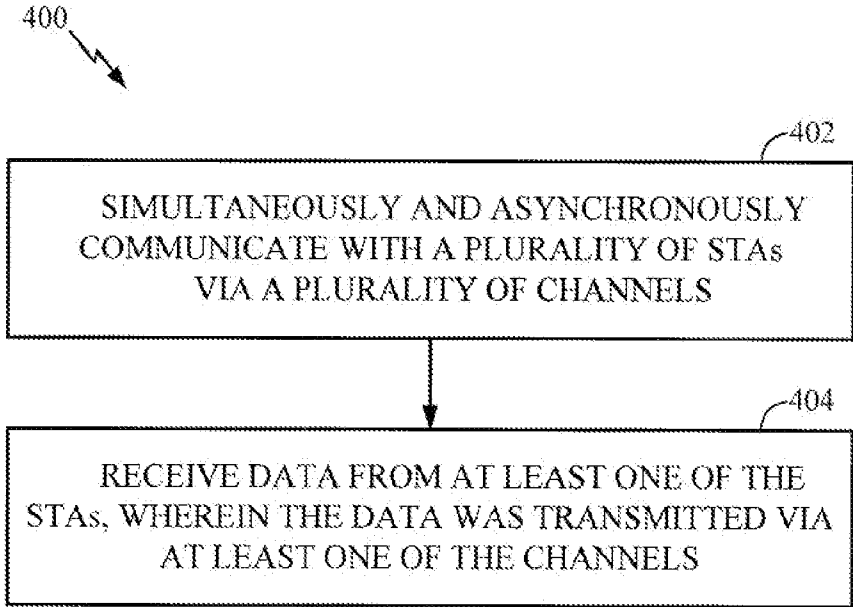 400
402
SIMULTANEOUSLY AND ASYNCHRONOUSLY
COMMUNICATE WITH A PLURALITY OF STAs
VIA A PLURALITY OF CHANNELS
404
RECEIVE DATA FROM AT LEAST ONE OF THE
STAs, WHEREIN THE DATA WAS TRANSMITTED VIA
AT LEAST ONE OF THE CHANNELS